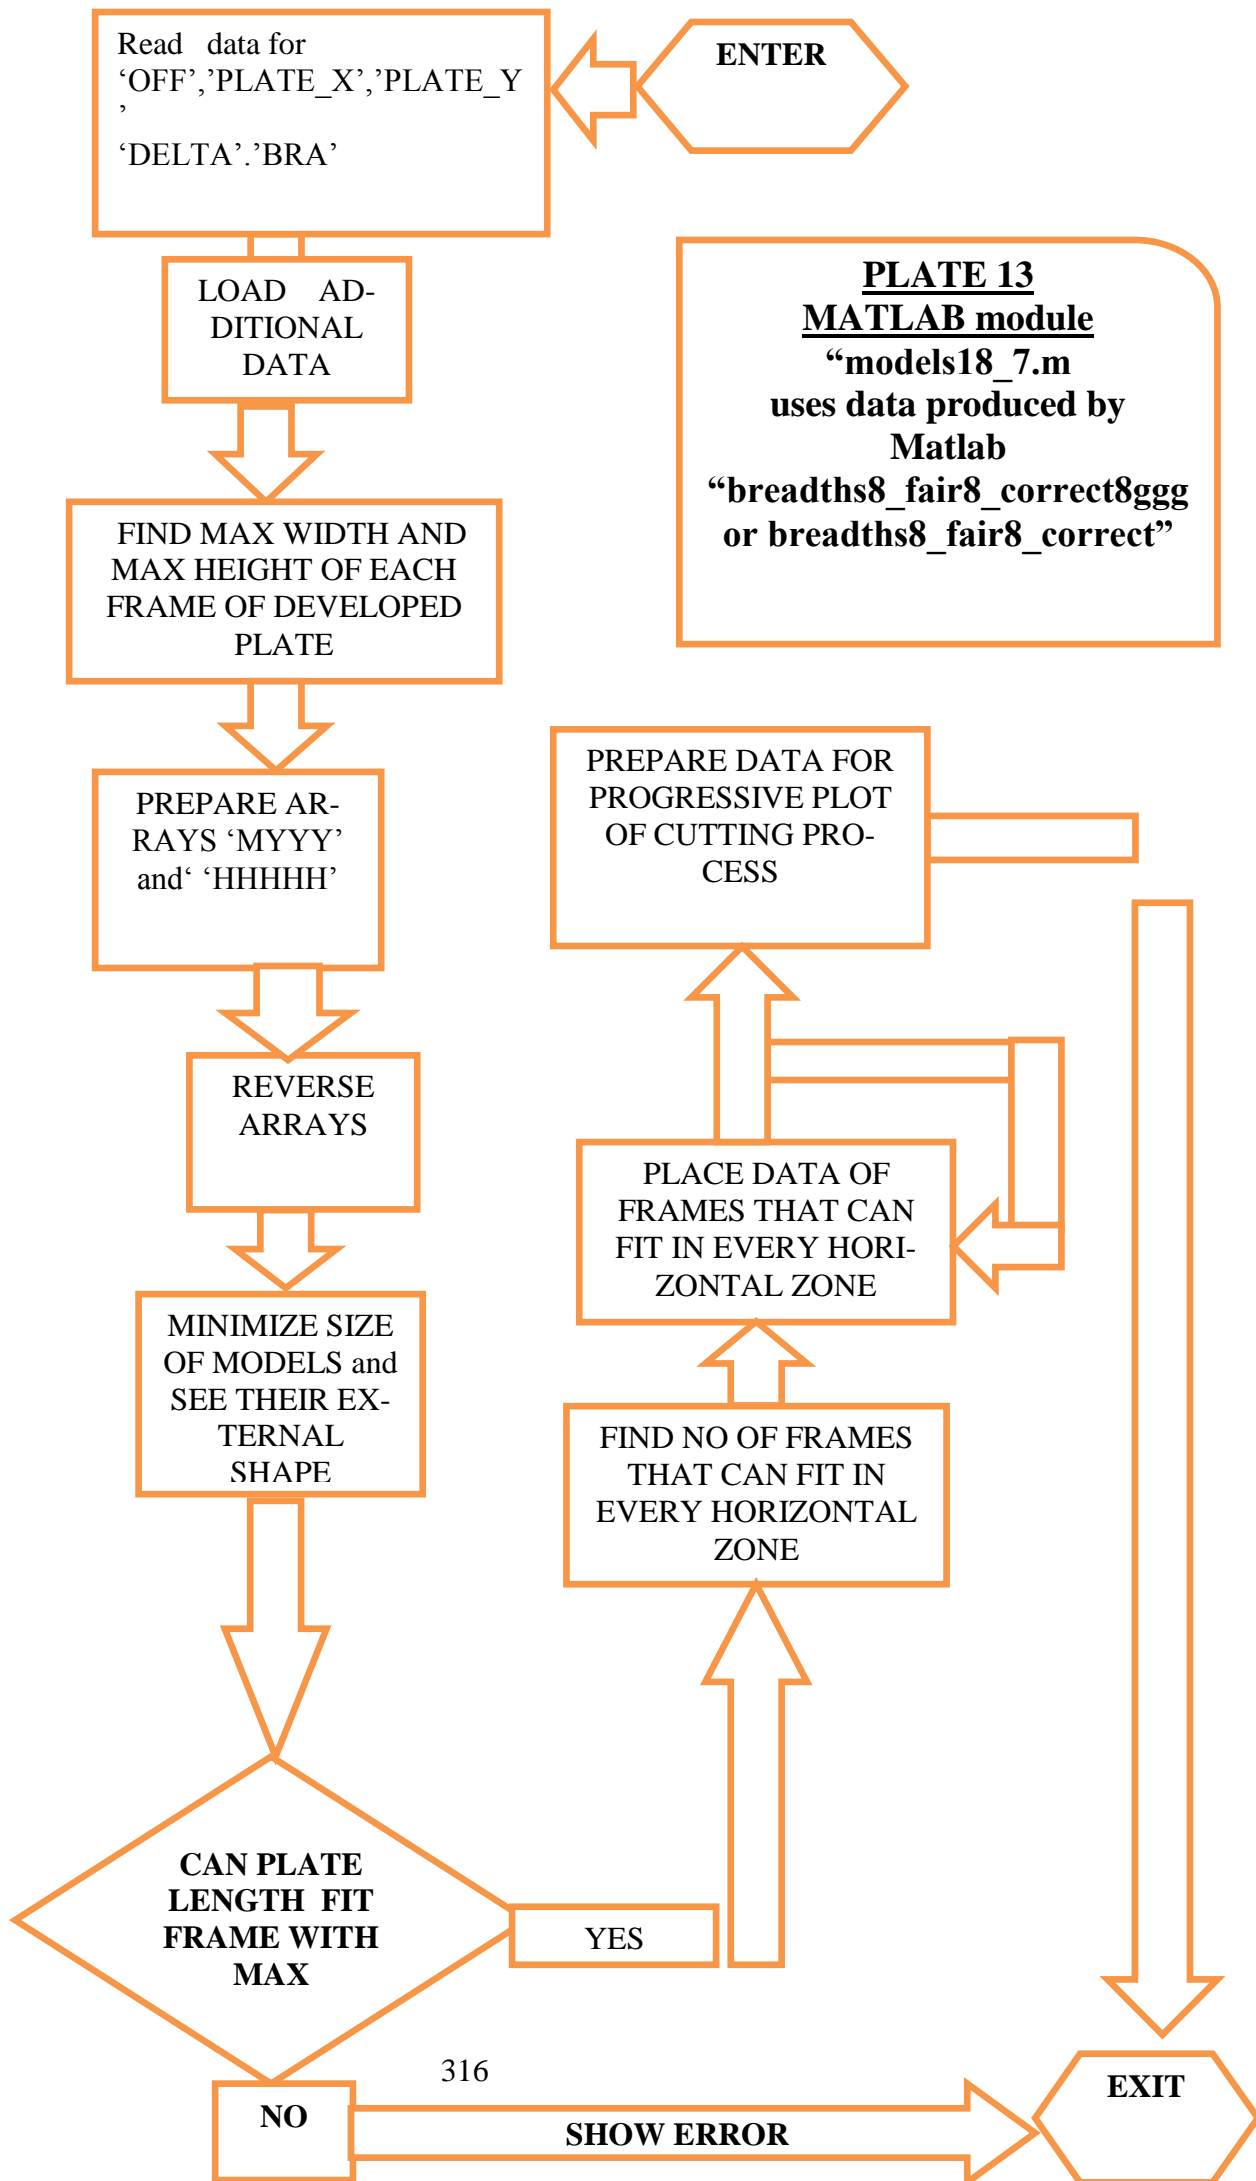 Read data for
‘OFF’,’PLATE_X’,’PLATE_Y
’
‘DELTA’.’BRA’
ENTER
LOAD AD-
DITIONAL
DATA
PLATE 13
MATLAB module
“models18_7.m
uses data produced by
Matlab
“breadths8_fair8_correct8ggg
or breadths8_fair8_correct”
FIND MAX WIDTH AND
MAX HEIGHT OF EACH
FRAME OF DEVELOPED
PLATE
PREPARE AR-
RAYS ‘MYYY’
and‘ ‘HHHHH’
REVERSE
ARRAYS
MINIMIZE SIZE
OF MODELS and
SEE THEIR EX-
TERNAL
SHAPE
CAN PLATE
LENGTH FIT
FRAME WITH
MAX
YES
FIND NO OF FRAMES
THAT CAN FIT IN
EVERY HORIZONTAL
ZONE
PLACE DATA OF
FRAMES THAT CAN
FIT IN EVERY HORI-
ZONTAL ZONE
PREPARE DATA FOR
PROGRESSIVE PLOT
OF CUTTING PRO-
CESS
316
NO
SHOW ERROR
EXIT